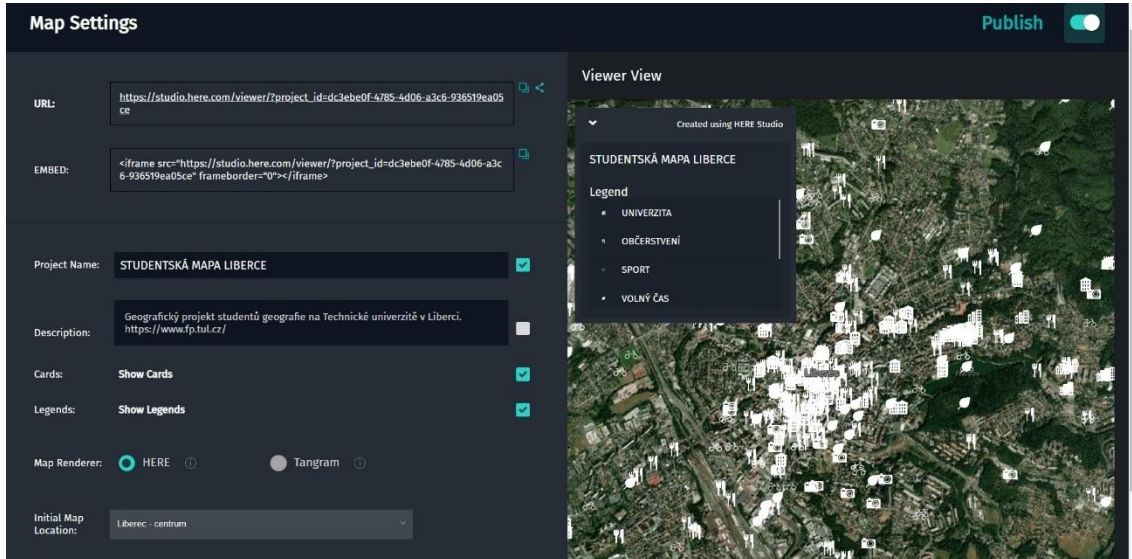 Map Settings
Publish
URL:
https://studio.here.com/viewer/?project_id=dc3ebe0f-4785-4d06-a3c6-936519ea05
ce
EMBED:
<iframe src="https://studio.here.com/viewer/?project_id=dc3ebe0f-4785-4d06-a3c
6-936519ea05ce" frameborder="0"></iframe>
Project Name:
STUDENTSKÁ MAPA LIBERCE
Description:
Geografický projekt studentů geografie na Technické univerzitě v Liberci.
https://www.fp.tul.cz/
Cards:
Show Cards
Legends:
Show Legends
Map Renderer:
HERE
Tangram
Initial Map
Location:
Liberec - centrum
Viewer View
Created using HERE Studio
STUDENTSKÁ MAPA LIBERCE
Legend
UNIVERZITA
OBČERSTVENÍ
SPORT
VOLNÝ ČAS